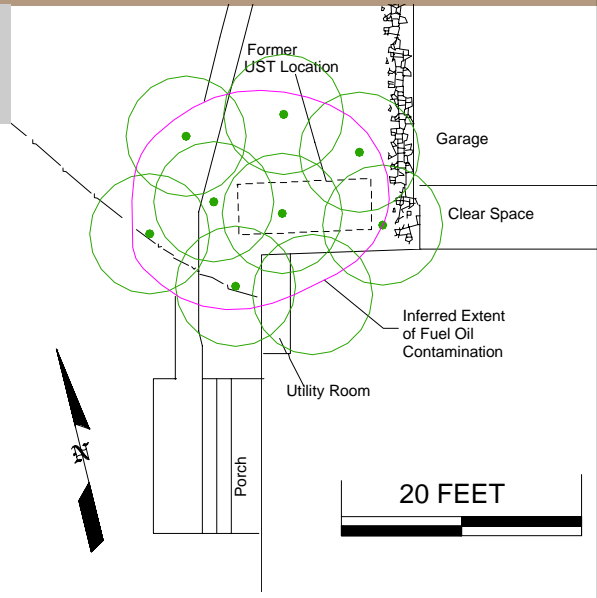 Former
UST Location
Garage
Clear Space
Inferred Extent
of Fuel Oil
Contamination
Utility Room
Porch
N
20 FEET